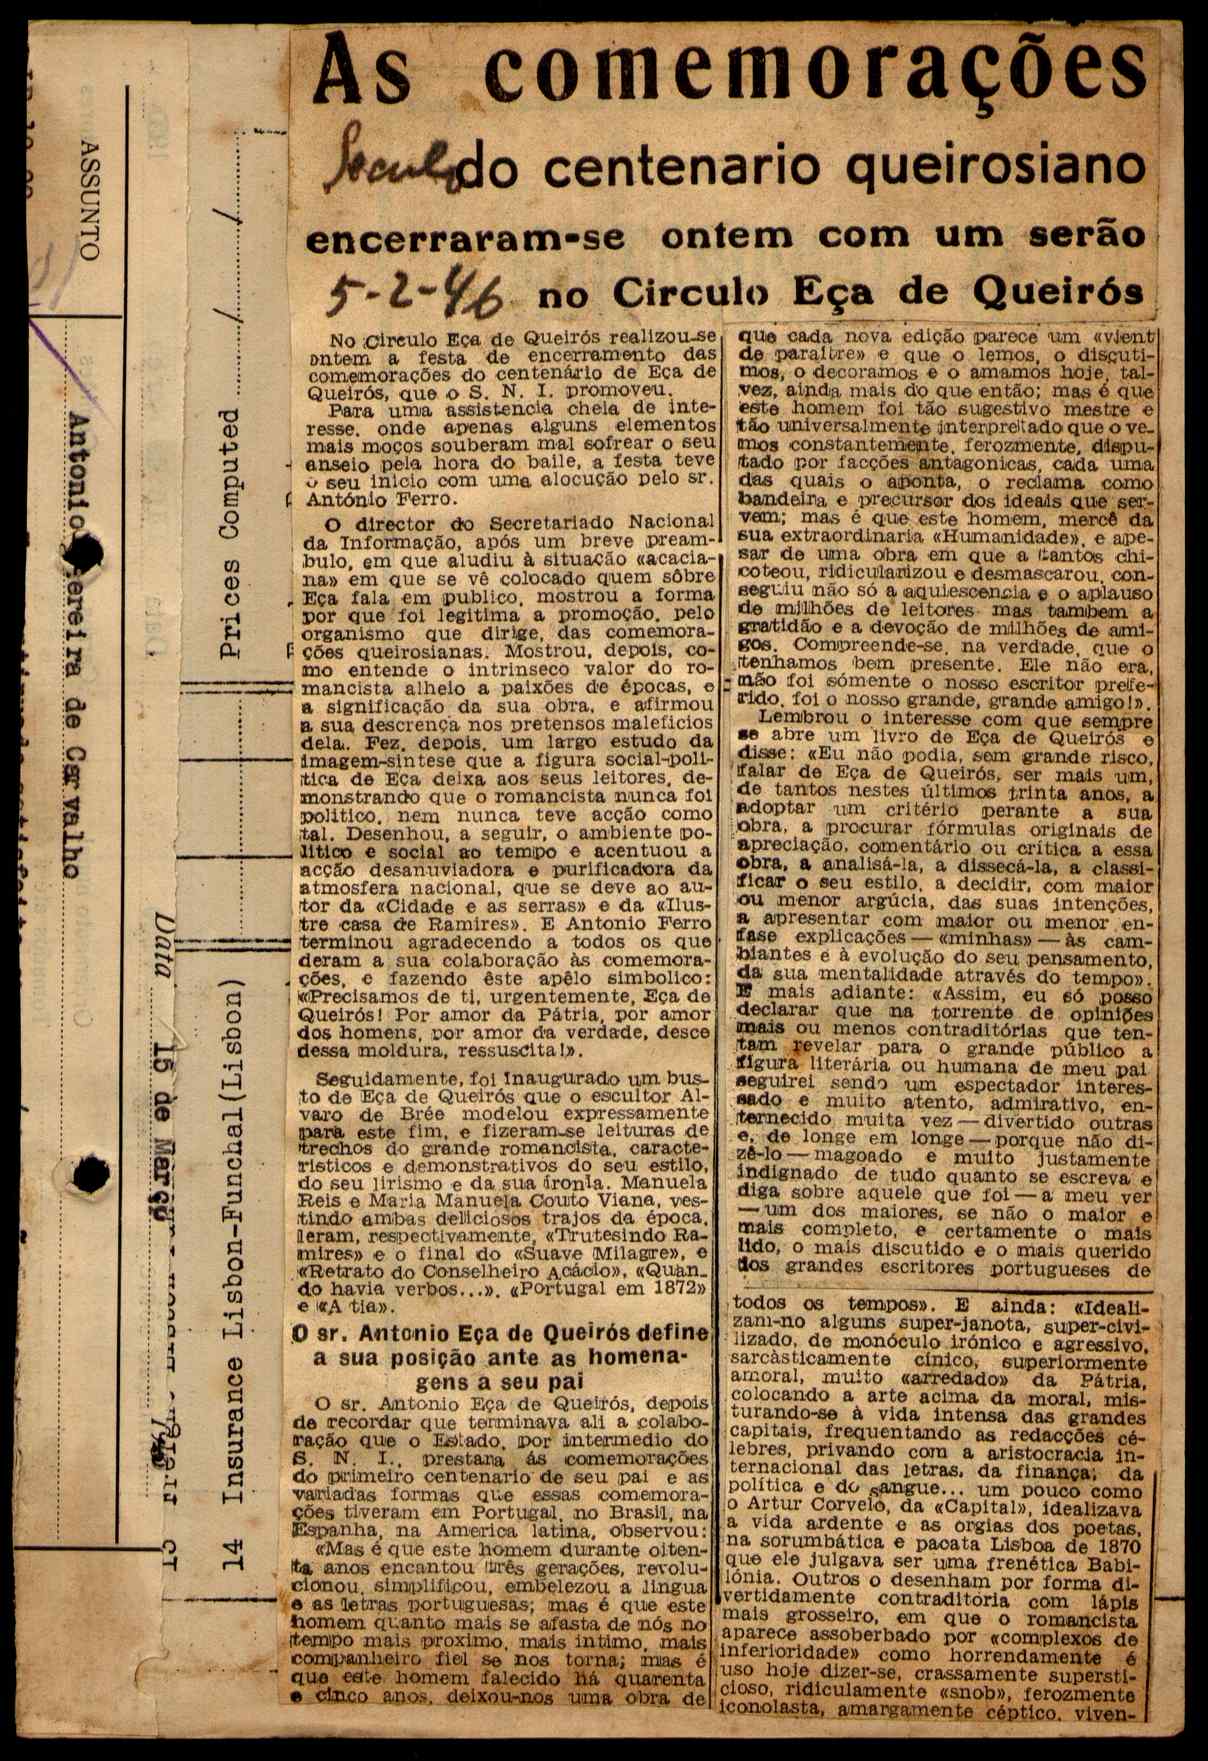 As comemorações
Seculo do centenario queirosiano
encerraram-se ontem com um serão
5-2-46 no Circulo Eça de Queirós
No Circulo Eça de Queirós realizou-se
ontem a festa de encerramento das
comemorações do centenário de Eça de
Queirós, que o S. N. I. promoveu.
Para uma assistencia cheia de inte-
resse, onde apenas alguns elementos
mais moços souberam mal sofrear o seu
anseio pela hora do baile, a festa teve
o seu inicio com uma alocução pelo sr.
António Ferro.
O director do Secretariado Nacional
da Informação, após um breve pream-
bulo, em que aludiu à situação «acacia-
na» em que se vê colocado quem sôbre
Eça fala em publico, mostrou a forma
por que foi legitima a promoção, pelo
organismo que dirige, das comemora-
ções queirosianas. Mostrou, depois, co-
mo entende o intrinseco valor do ro-
mancista alheio a paixões de épocas, e
a significação da sua obra, e afirmou
a sua descrença nos pretensos maleficios
dela. Fez, depois, um largo estudo da
imagem-sintese que a figura social-poli-
tica de Eça deixa aos seus leitores, de-
monstrando que o romancista nunca foi
politico, nem nunca teve acção como
tal. Desenhou, a seguir, o ambiente po-
litico e social ao tempo e acentuou a
acção desanuviadora e purificadora da
atmosfera nacional, que se deve ao au-
tor da «Cidade e as serras» e da «Ilus-
tre casa de Ramires». E Antonio Ferro
terminou agradecendo a todos os que
deram a sua colaboração às comemora-
ções, e fazendo êste apêlo simbolico:
«Precisamos de ti, urgentemente, Eça de
Queirós! Por amor da Pátria, por amor
dos homens, por amor da verdade, desce
dessa moldura, ressuscita!».
Seguidamente, foi inaugurado um bus-
to de Eça de Queirós que o escultor Al-
varo de Brée modelou expressamente
para este fim, e fizeram-se leituras de
trechos do grande romancista, caracte-
risticos e demonstrativos do seu estilo,
do seu lirismo e da sua ironia. Manuela
Reis e Maria Manuela Couto Viana, ves-
tindo ambas deliciosos trajos da época,
leram, respectivamente, «Trutesindo Ra-
mires» e o final do «Suave Milagre», e
«Retrato do Conselheiro Acácio», «Quan-
do havia verbos...», «Portugal em 1872»
e «A tia».
O sr. Antonio Eça de Queirós define
a sua posição ante as homena-
gens a seu pai
O sr. Antonio Eça de Queirós, depois
de recordar que terminava ali a colabo-
ração que o Estado, por intermedio do
S. N. I., prestara às comemorações
do primeiro centenario de seu pai e as
variadas formas que essas comemora-
ções tiveram em Portugal, no Brasil, na
Espanha, na America latina, observou:
«Mas é que este homem durante oiten-
ta anos encantou três gerações, revolu-
cionou, simplificou, embelezou a lingua
e as letras portuguesas; mas é que este
homem quanto mais se afasta de nós no
tempo mais proximo, mais intimo, mais
companheiro fiel se nos torna; mas é
que este homem falecido há quarenta
e cinco anos, deixou-nos uma obra de
que cada nova edição parece um «vient
de paraitre» e que o lemos, o discuti-
mos, o decoramos e o amamos hoje, tal-
vez, ainda mais do que então; mas é que
este homem foi tão sugestivo mestre e
tão universalmente interpretado que o ve-
mos constantemente, ferozmente, dispu-
tado por facções antagonicas, cada uma
das quais o aponta, o reclama como
bandeira e precursor dos ideais que ser-
vem; mas é que este homem, mercê da
sua extraordinaria «Humanidade», e ape-
sar de uma obra em que a tantos chi-
coteou, ridicularizou e desmascarou, con-
seguiu não só a aquiescencia e o aplauso
de milhões de leitores mas tambem a
gratidão e a devoção de milhões de ami-
gos. Compreende-se, na verdade, que o
tenhamos bem presente. Ele não era,
não foi sómente o nosso escritor prefe-
rido, foi o nosso grande, grande amigo!».
Lembrou o interesse com que sempre
se abre um livro de Eça de Queirós e
disse: «Eu não podia, sem grande risco,
falar de Eça de Queirós, ser mais um,
de tantos nestes últimos trinta anos, a
adoptar um critério perante a sua
obra, a procurar fórmulas originais de
apreciação, comentário ou crítica a essa
obra, a analisá-la, a dissecá-la, a classi-
ficar o seu estilo, a decidir, com maior
ou menor argúcia, das suas intenções,
a apresentar com maior ou menor en-
fase explicações — «minhas» — às cam-
biantes e à evolução do seu pensamento,
da sua mentalidade através do tempo».
E mais adiante: «Assim, eu só posso
declarar que na torrente de opiniões
mais ou menos contraditórias que ten-
tam revelar para o grande público a
figura literária ou humana de meu pai
seguirei sendo um espectador interes-
sado e muito atento, admirativo, en-
ternecido muita vez — divertido outras
e, de longe em longe — porque não di-
zê-lo — magoado e muito justamente
indignado de tudo quanto se escreva e
diga sobre aquele que foi — a meu ver
— um dos maiores, se não o maior e
mais completo, e certamente o mais
lido, o mais discutido e o mais querido
dos grandes escritores portugueses de
todos os tempos». E ainda: «Ideali-
zam-no alguns super-janota, super-civi-
lizado, de monóculo irónico e agressivo,
sarcàsticamente cínico, superiormente
amoral, muito «arredado» da Pátria,
colocando a arte acima da moral, mis-
turando-se à vida intensa das grandes
capitais, frequentando as redacções cé-
lebres, privando com a aristocracia in-
ternacional das letras, da finança, da
política e do sangue... um pouco como
o Artur Corvelo, da «Capital», idealizava
a vida ardente e as orgias dos poetas,
na sorumbática e pacata Lisboa de 1870
que ele julgava ser uma frenética Babi-
lónia. Outros o desenham por forma di-
vertidamente contraditória com lápis
mais grosseiro, em que o romancista
aparece assoberbado por «complexos de
inferioridade» como horrendamente é
uso hoje dizer-se, crassamente supersti-
cioso, ridiculamente «snob», ferozmente
iconolasta, amargamente céptico, viven-
ASSUNTO
Antonio Pereira de Carvalho
Data 15 de Março
Prices Computed
14 Insurance Lisbon-Funchal(Lisbon)